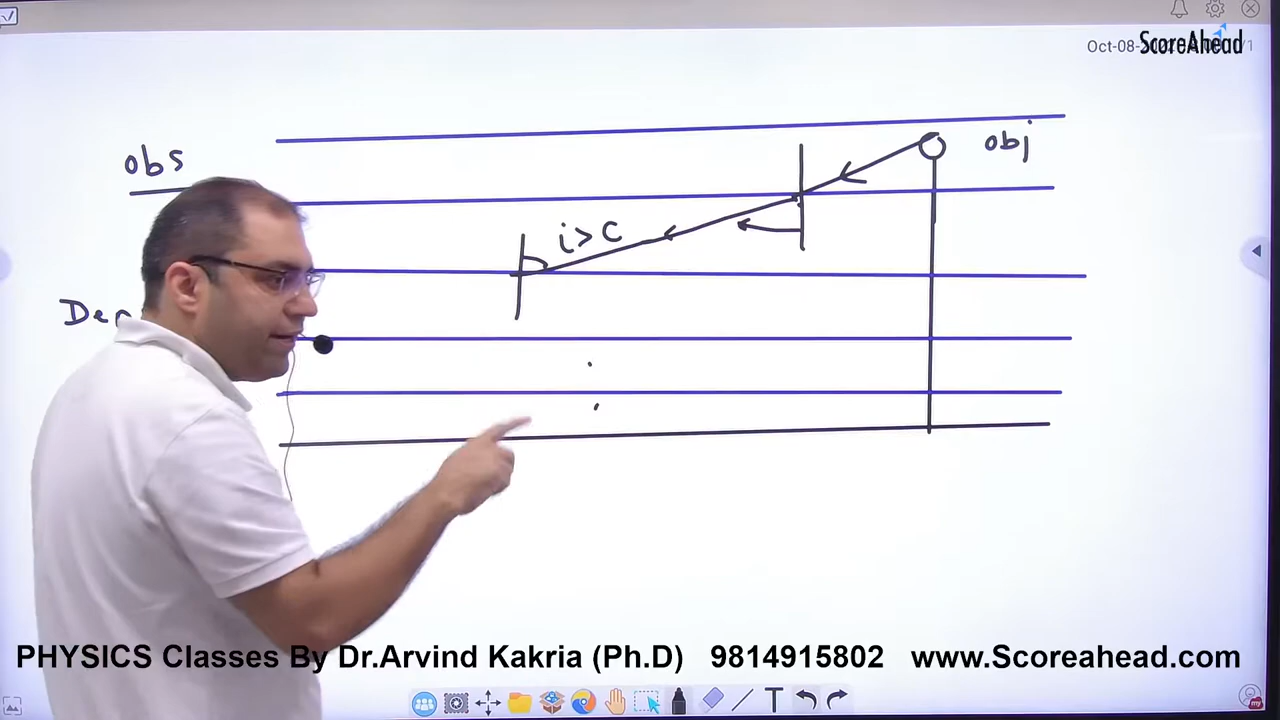 ScoreAhead
obs
obj
i > c
PHYSICS Classes By Dr.Arvind Kakria (Ph.D) 9814915802 www.Scoreahead.com